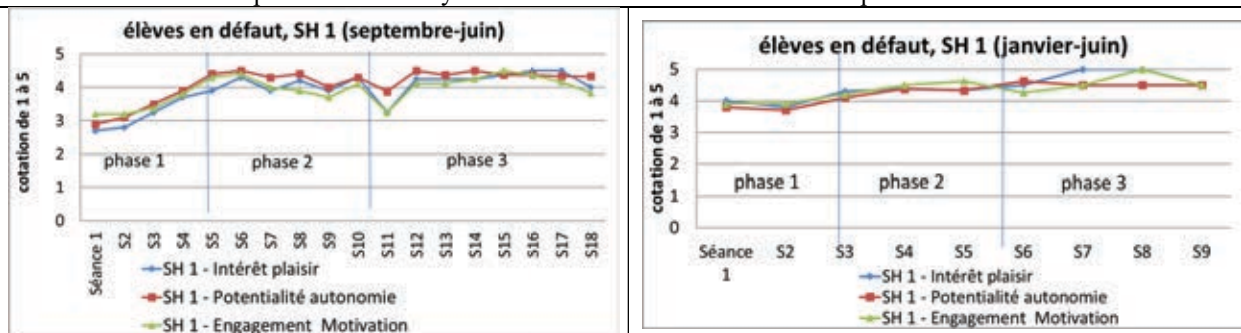 élèves en défaut, SH 1 (septembre-juin)
cotation de 1 à 5
5
4
3
2
1
0
phase 1
phase 2
phase 3
Séance 1
S2
S3
S4
S5
S6
S7
S8
S9
S10
S11
S12
S13
S14
S15
S16
S17
S18
SH 1 - Intérêt plaisir
SH 1 - Potentialité autonomie
SH 1 - Engagement Motivation
élèves en défaut, SH 1 (janvier-juin)
cotation de 1 à 5
5
4
3
2
1
0
phase 1
phase 2
phase 3
Séance
1
S2
S3
S4
S5
S6
S7
S8
S9
SH 1 - Intérêt plaisir
SH 1 - Potentialité autonomie
SH 1 - Engagement Motivation